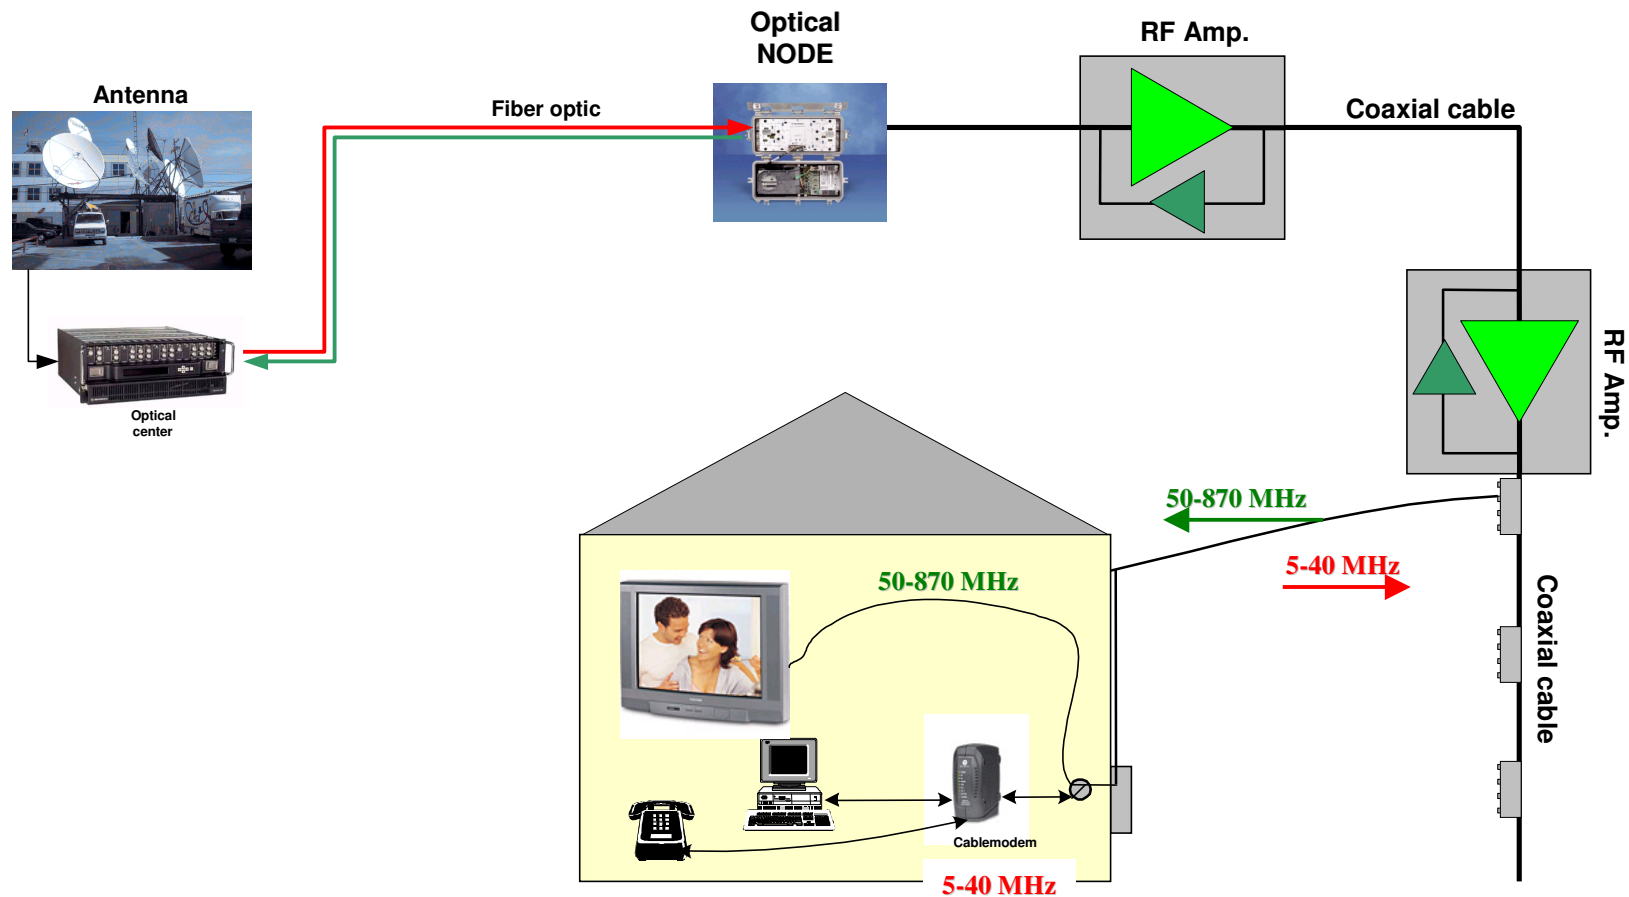 Optical
NODE
RF Amp.
Antenna
Fiber optic
Coaxial cable
Optical
center
RF Amp.
50-870 MHz
5-40 MHz
50-870 MHz
Coaxial cable
Cablemodem
5-40 MHz